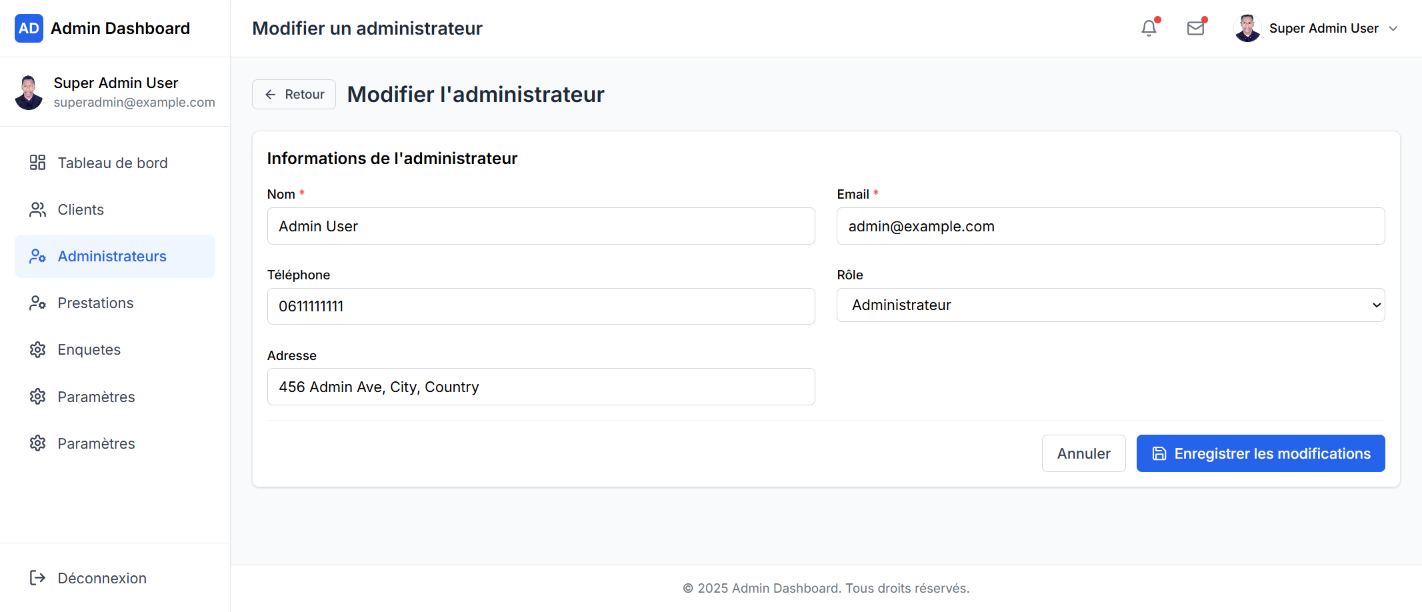 AD Admin Dashboard
Super Admin User
superadmin@example.com
Tableau de bord
Clients
Administrateurs
Prestations
Enquetes
Paramètres
Paramètres
Déconnexion
Modifier un administrateur
Super Admin User
Retour
Modifier l'administrateur
Informations de l'administrateur
Nom *
Admin User
Email *
admin@example.com
Téléphone
0611111111
Rôle
Administrateur
Adresse
456 Admin Ave, City, Country
Annuler
Enregistrer les modifications
© 2025 Admin Dashboard. Tous droits réservés.